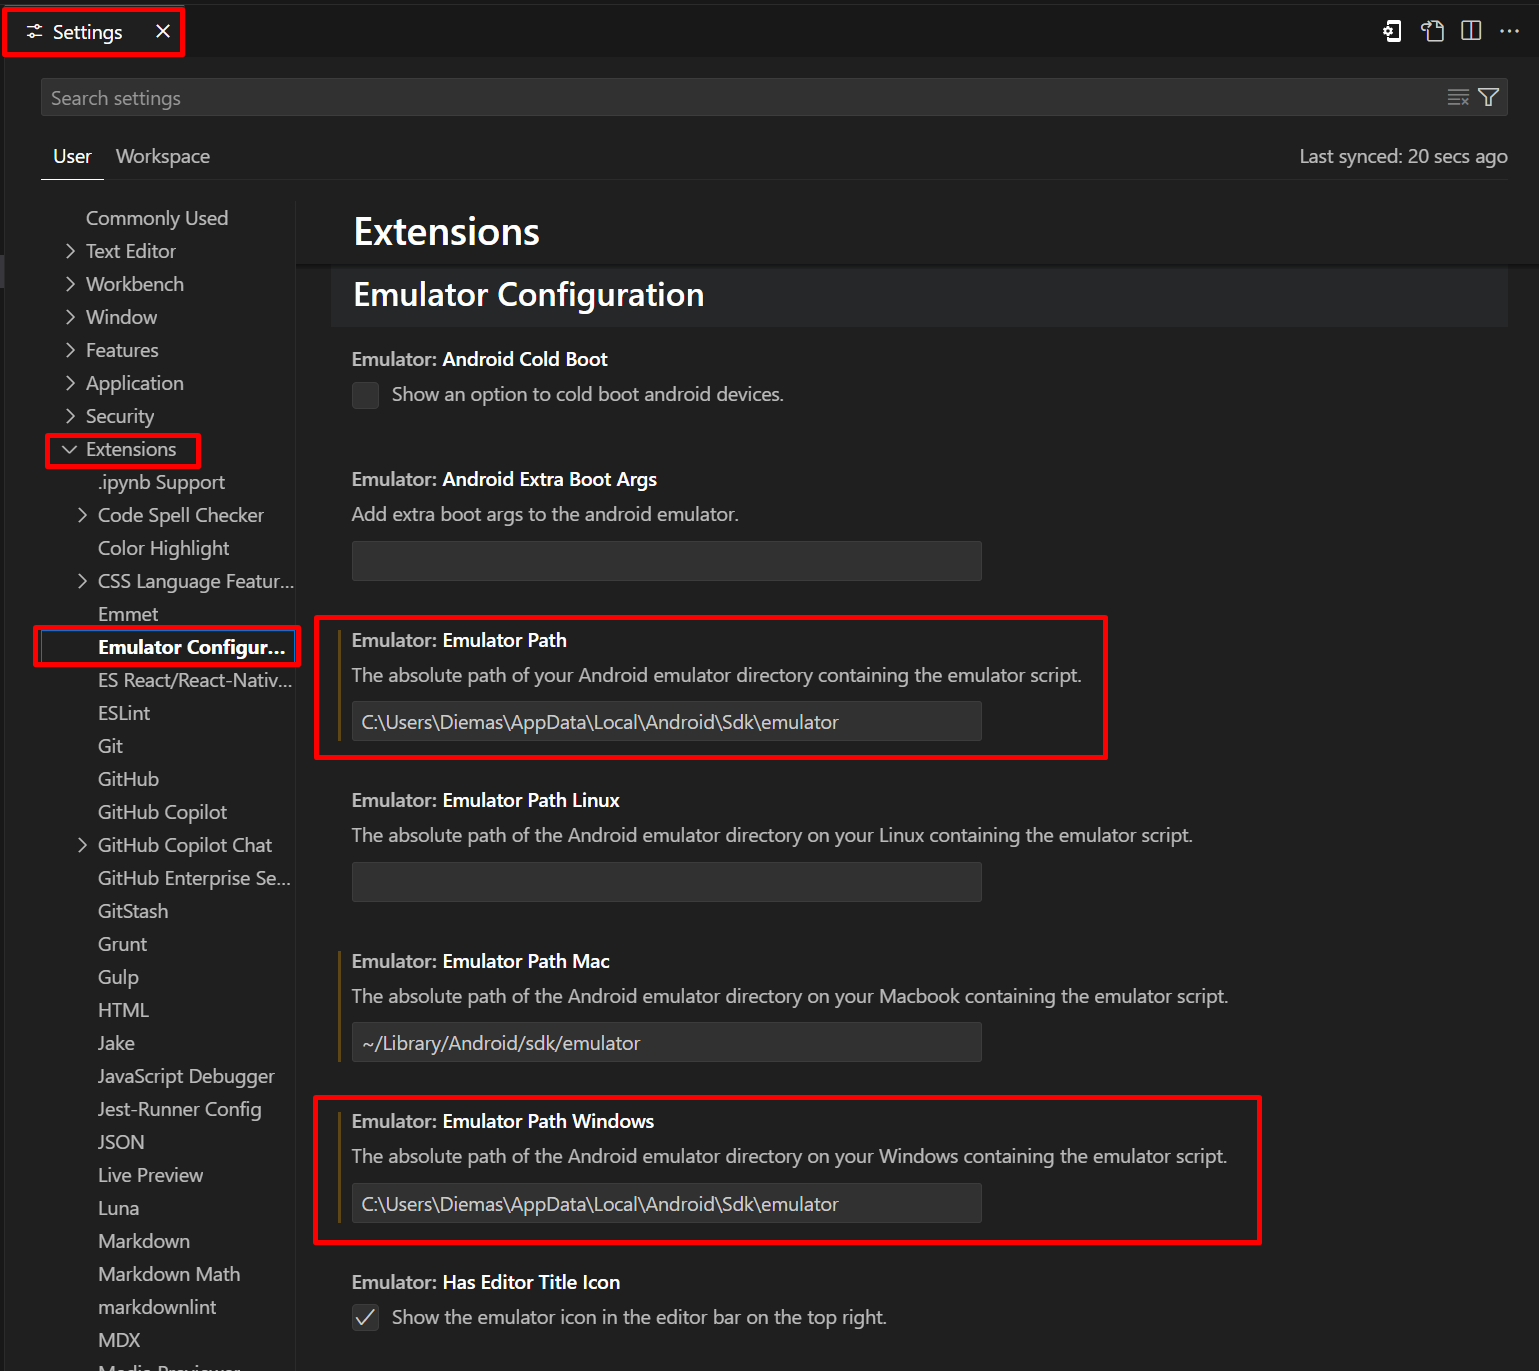 Settings
Search settings
User
Workspace
Last synced: 20 secs ago
Commonly Used
Text Editor
Workbench
Window
Features
Application
Security
Extensions
.ipynb Support
Code Spell Checker
Color Highlight
CSS Language Featur...
Emmet
Emulator Configur...
ES React/React-Nativ...
ESLint
Git
GitHub
GitHub Copilot
GitHub Copilot Chat
GitHub Enterprise Se...
GitStash
Grunt
Gulp
HTML
Jake
JavaScript Debugger
Jest-Runner Config
JSON
Live Preview
Luna
Markdown
Markdown Math
markdownlint
MDX
Media Previewer
Extensions
Emulator Configuration
Emulator: Android Cold Boot
Show an option to cold boot android devices.
Emulator: Android Extra Boot Args
Add extra boot args to the android emulator.
Emulator: Emulator Path
The absolute path of your Android emulator directory containing the emulator script.
C:\Users\Diemas\AppData\Local\Android\Sdk\emulator
Emulator: Emulator Path Linux
The absolute path of the Android emulator directory on your Linux containing the emulator script.
Emulator: Emulator Path Mac
The absolute path of the Android emulator directory on your Macbook containing the emulator script.
~/Library/Android/sdk/emulator
Emulator: Emulator Path Windows
The absolute path of the Android emulator directory on your Windows containing the emulator script.
C:\Users\Diemas\AppData\Local\Android\Sdk\emulator
Emulator: Has Editor Title Icon
Show the emulator icon in the editor bar on the top right.